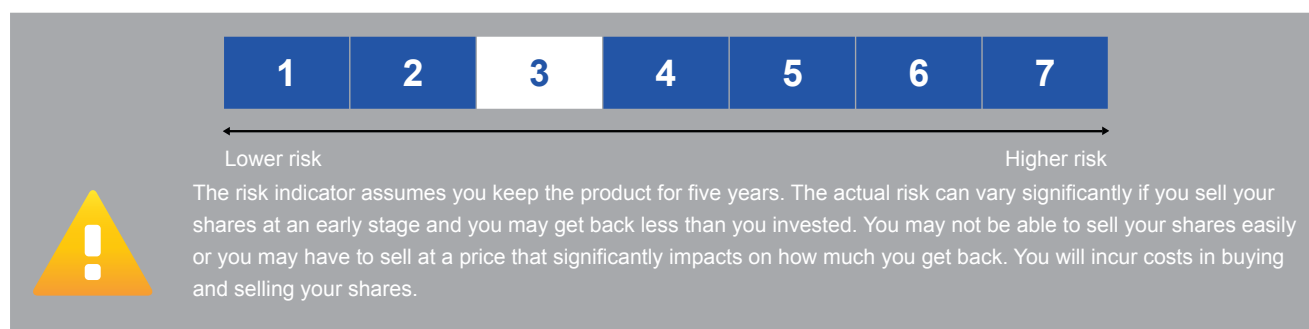 1 2 3 4 5 6 7
Lower risk Higher risk
The risk indicator assumes you keep the product for five years. The actual risk can vary significantly if you sell your
shares at an early stage and you may get back less than you invested. You may not be able to sell your shares easily
or you may have to sell at a price that significantly impacts on how much you get back. You will incur costs in buying
and selling your shares.